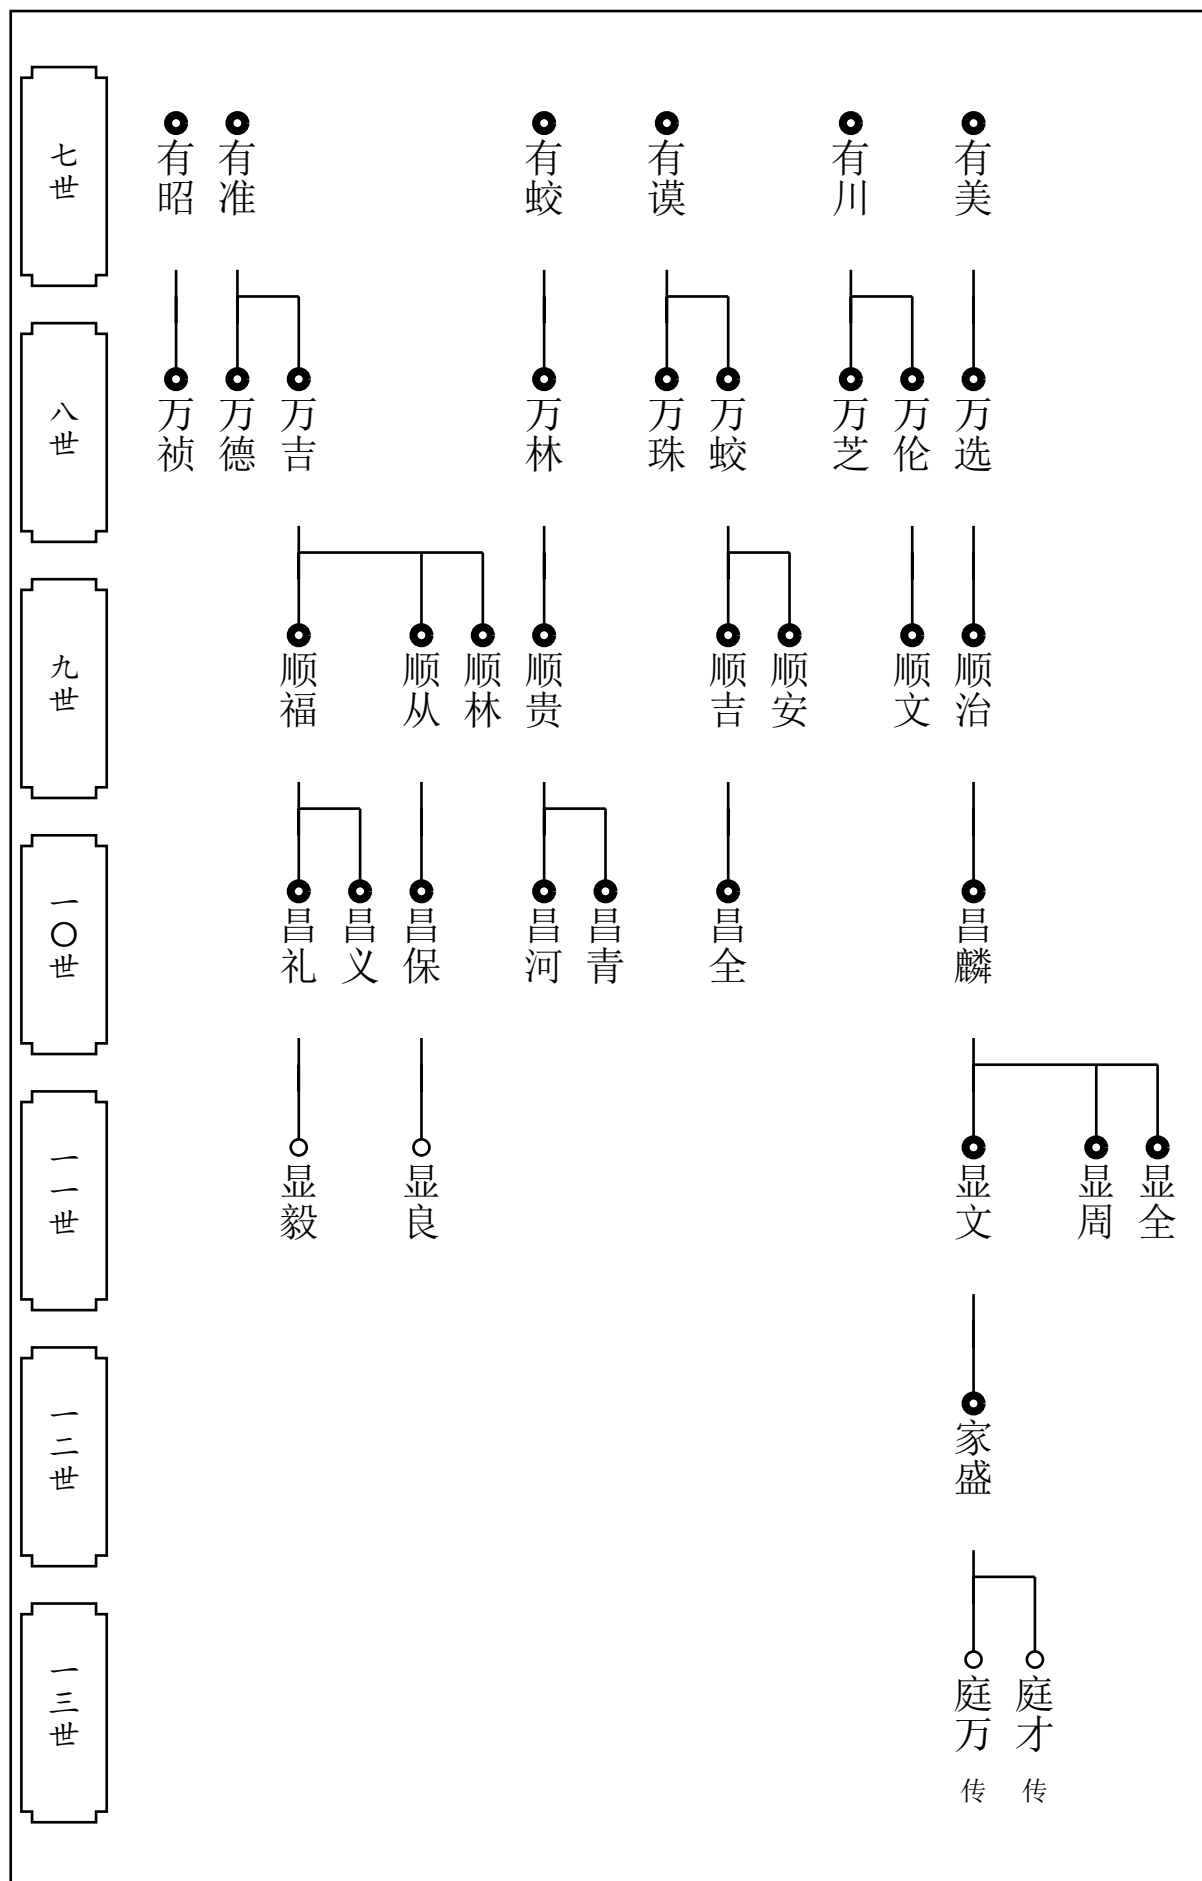 七世
有昭
有准
有蛟
有谟
有川
有美
八世
万祯
万德
万吉
万林
万珠
万蛟
万芝
万伦
万选
九世
顺福
顺从
顺林
顺贵
顺吉
顺安
顺文
顺治
一〇世
昌礼
昌义
昌保
昌河
昌青
昌全
昌麟
一一世
显毅
显良
显文
显周
显全
一二世
家盛
一三世
庭万 传
庭才 传